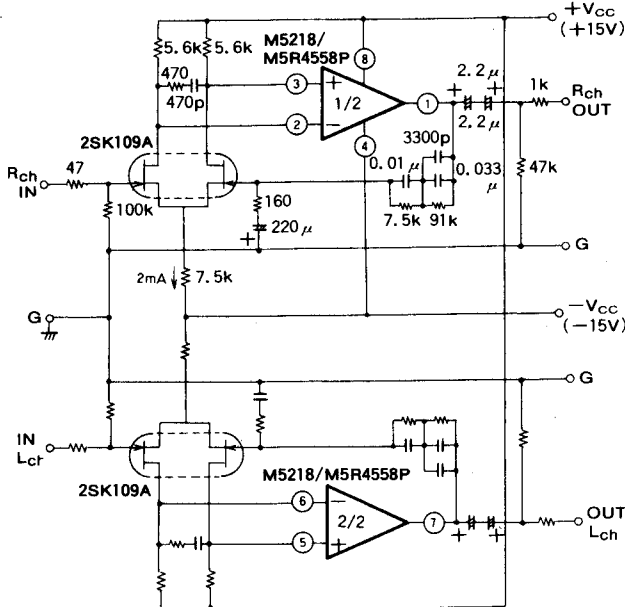 +VCC
(+15V)
5.6k 5.6k
M5218/
M5R4558P
8
470
470p
3
+
1/2
1
2
−
4
2.2μ
+ +
2.2μ
1k
Rch
OUT
3300p
0.01μ
0.033
μ
47k
2SK109A
Rch
IN
47
100k
160
220μ
+
7.5k 91k
G
2mA
7.5k
G
−VCC
(−15V)
G
IN
Lch
2SK109A
M5218/M5R4558P
6
−
2/2
7
5
+
+ +
OUT
Lch